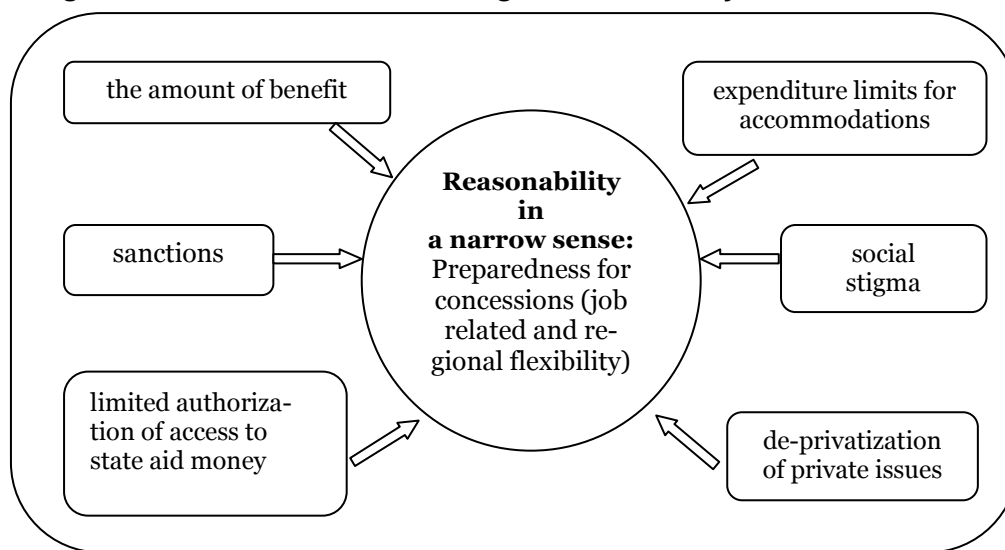 the amount of benefit
expenditure limits for
accommodations
Reasonability
in
a narrow sense:
Preparedness for
concessions (job
related and re-
gional flexibility)
sanctions
social
stigma
limited authoriza-
tion of access to
state aid money
de-privatization
of private issues